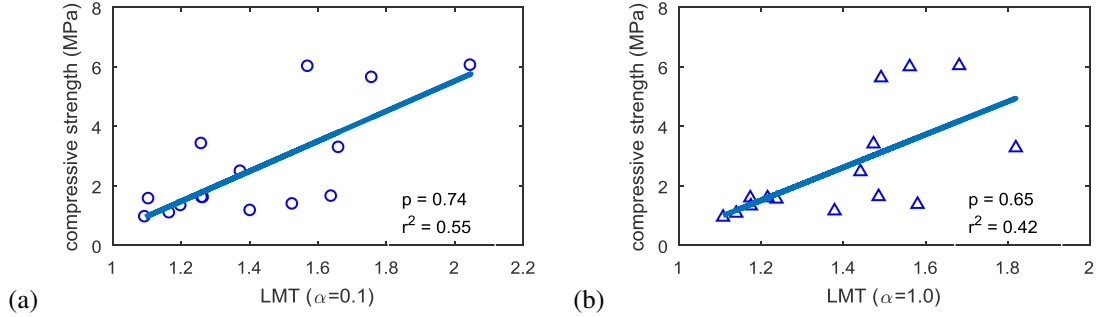 compressive strength (MPa)
8
6
4
2
0
p = 0.74
r² = 0.55
1 1.2 1.4 1.6 1.8 2 2.2
LMT (α=0.1)
(a)
compressive strength (MPa)
8
6
4
2
0
p = 0.65
r² = 0.42
1 1.2 1.4 1.6 1.8 2
LMT (α=1.0)
(b)